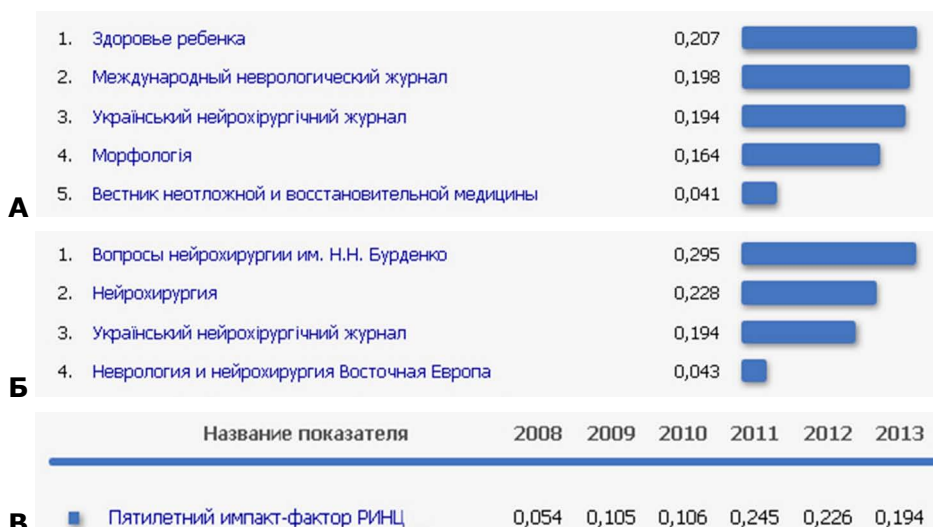 1. Здоровье ребенка 0,207
2. Международный неврологический журнал 0,198
3. Український нейрохірургічний журнал 0,194
4. Морфологія 0,164
А 5. Вестник неотложной и восстановительной медицины 0,041
1. Вопросы нейрохирургии им. Н.Н. Бурденко 0,295
2. Нейрохирургия 0,228
3. Український нейрохірургічний журнал 0,194
Б 4. Неврология и нейрохирургия Восточная Европа 0,043
Название показателя 2008 2009 2010 2011 2012 2013
В Пятилетний импакт-фактор РИНЦ 0,054 0,105 0,106 0,245 0,226 0,194